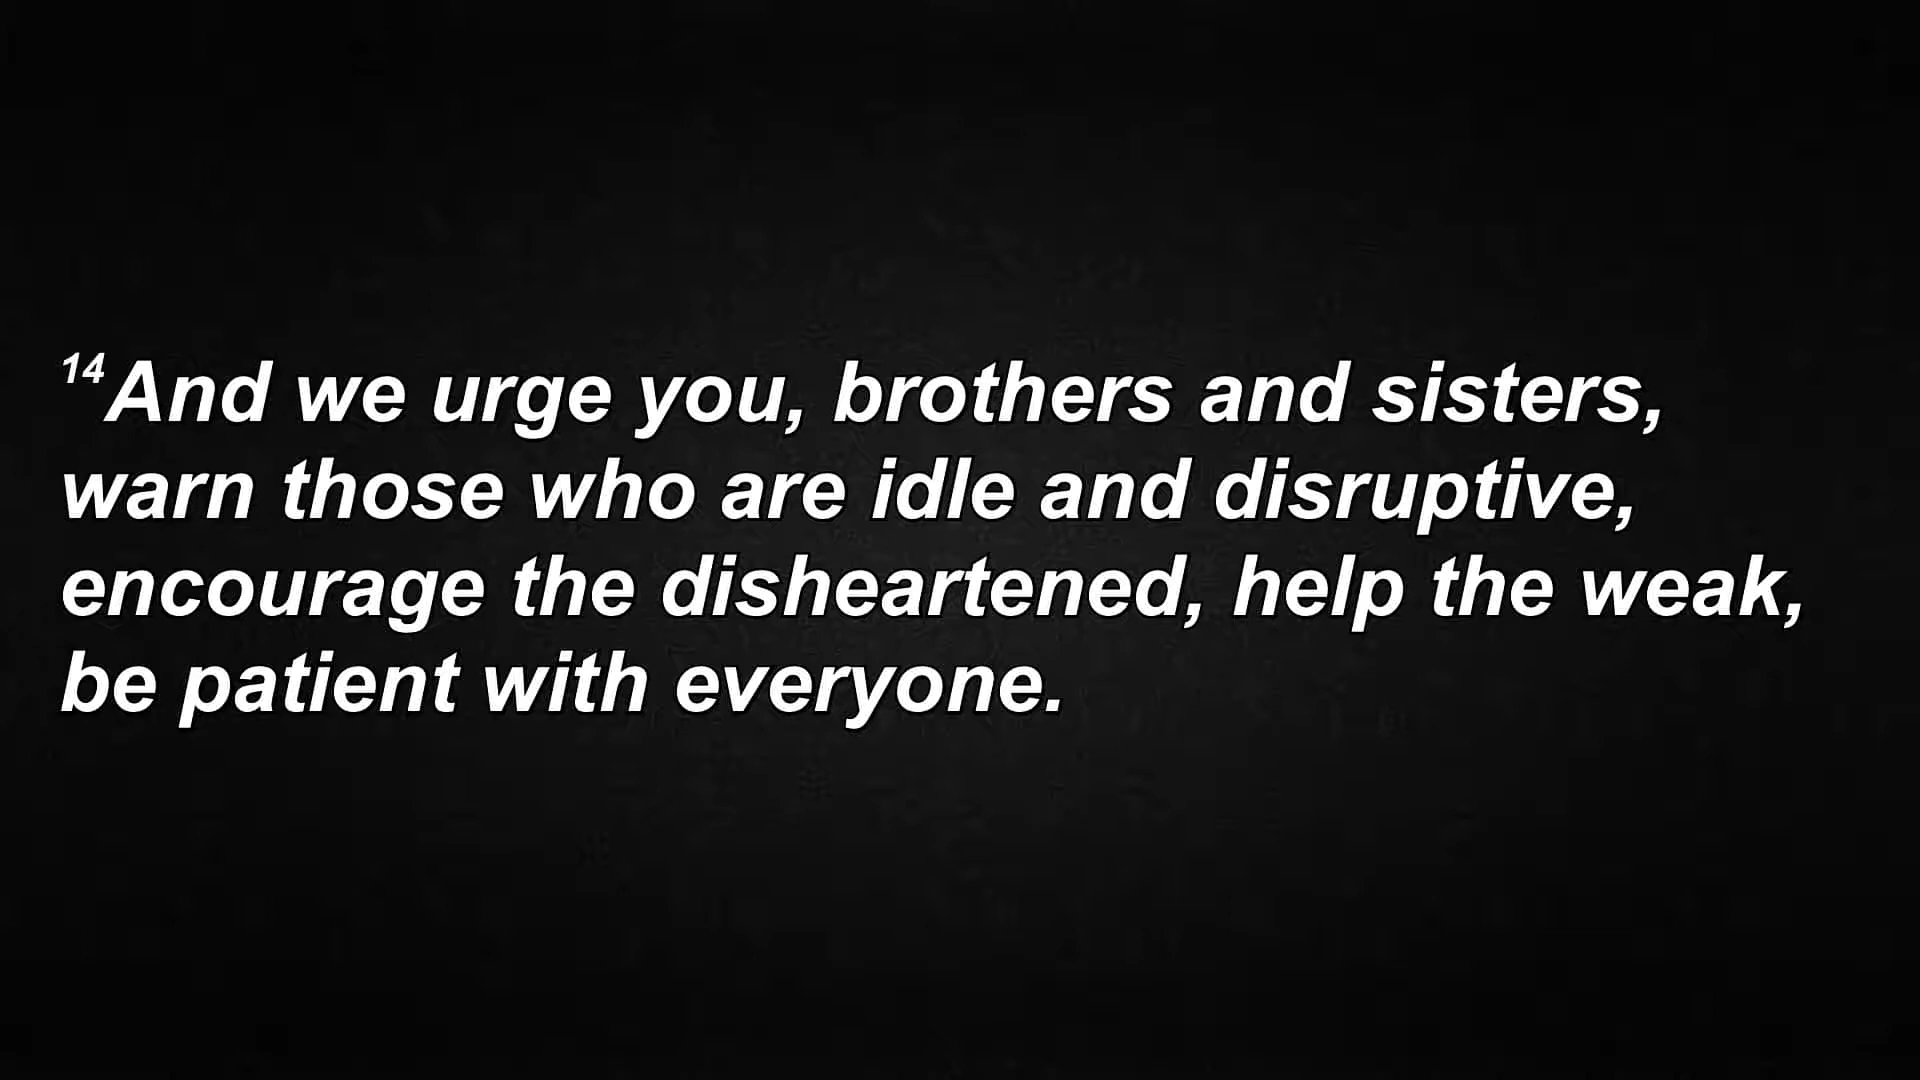 14And we urge you, brothers and sisters,
warn those who are idle and disruptive,
encourage the disheartened, help the weak,
be patient with everyone.